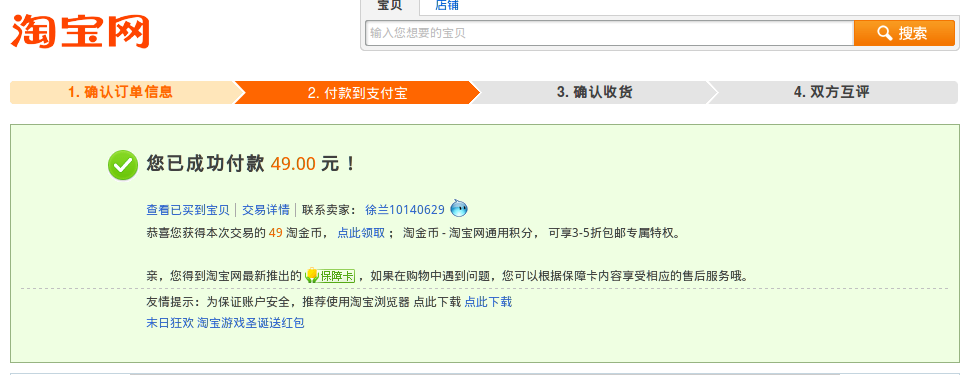 宝贝 店铺
淘宝网
输入您想要的宝贝 搜索
1. 确认订单信息 2. 付款到支付宝 3. 确认收货 4. 双方互评
您已成功付款 49.00 元 !
查看已买到宝贝 | 交易详情 | 联系卖家: 徐兰10140629
恭喜您获得本次交易的 49 淘金币, 点此领取 ; 淘金币 - 淘宝网通用积分, 可享3-5折包邮专属特权。
亲，您得到淘宝网最新推出的 保障卡 ，如果在购物中遇到问题，您可以根据保障卡内容享受相应的售后服务哦。
友情提示：为保证账户安全，推荐使用淘宝浏览器 点此下载 点此下载
末日狂欢 淘宝游戏圣诞送红包